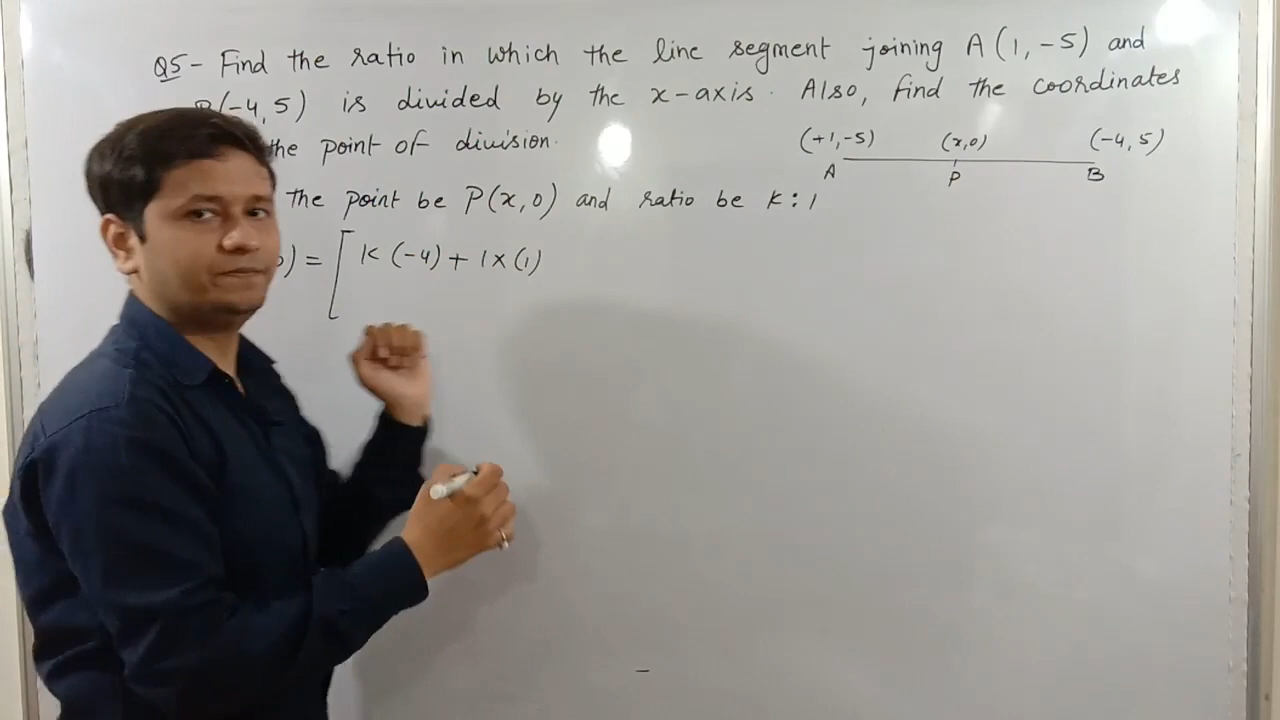 Q5- Find the ratio in which the line segment joining A(1,-5) and
(-4,5) is divided by the x-axis. Also, find the coordinates
the point of division.
(+1,-5) (x,0) (-4,5)
A P B
the point be P(x,0) and ratio be K:1
) = [ K(-4)+1×(1)